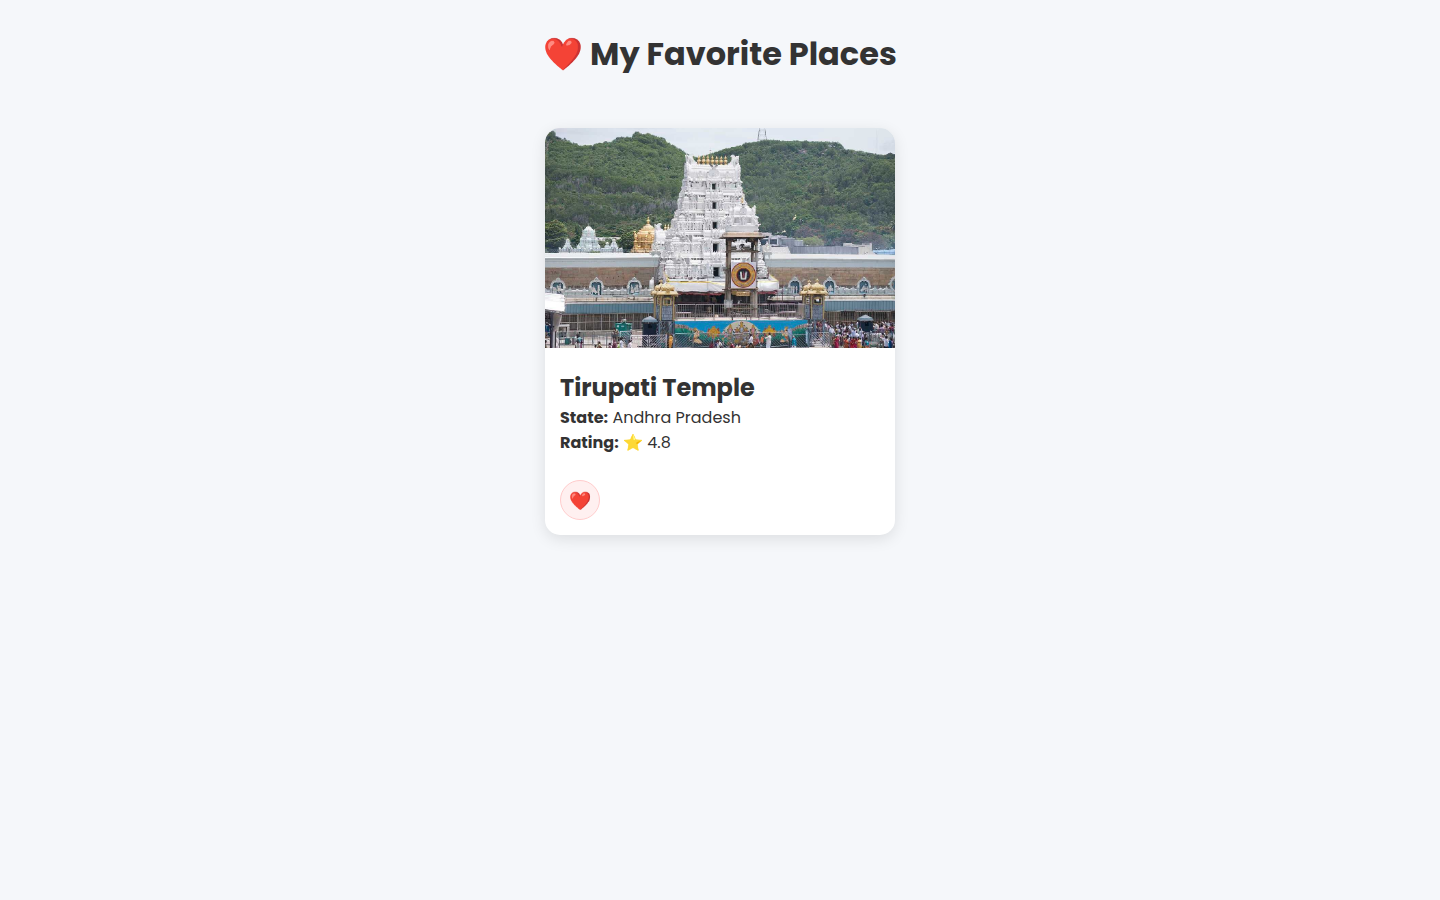 ❤️ My Favorite Places
Tirupati Temple
State: Andhra Pradesh
Rating: ⭐ 4.8
❤️